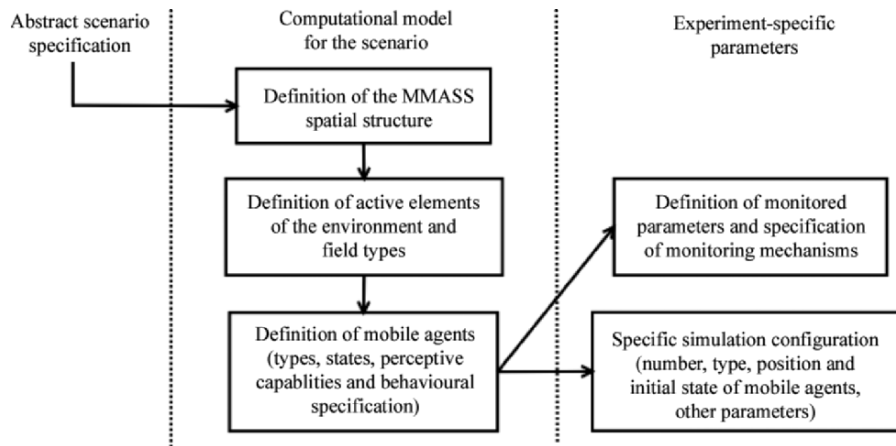 Abstract scenario
specification
Computational model
for the scenario
Experiment-specific
parameters
Definition of the MMASS
spatial structure
Definition of active elements
of the environment and
field types
Definition of mobile agents
(types, states, perceptive
capablities and behavioural
specification)
Definition of monitored
parameters and specification
of monitoring mechanisms
Specific simulation configuration
(number, type, position and
initial state of mobile agents,
other parameters)